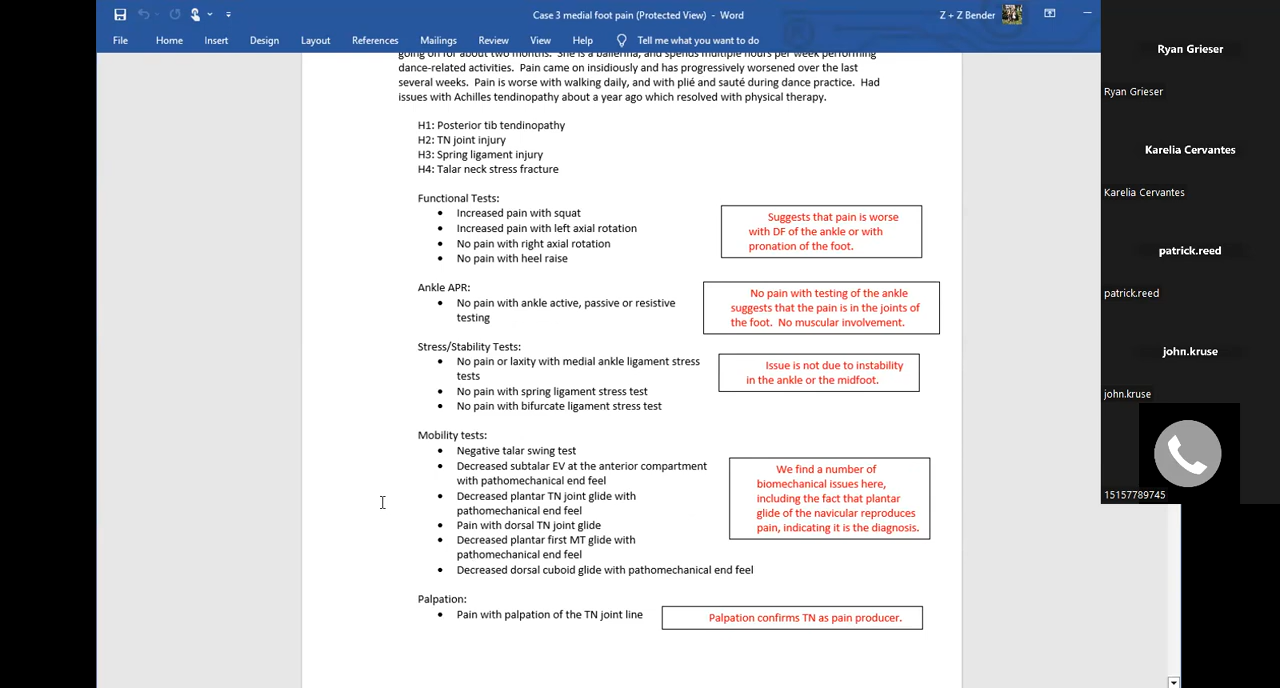 Case 3 medial foot pain (Protected View) - Word
Z + Z Bender
File Home Insert Design Layout References Mailings Review View Help Tell me what you want to do
going on for about two months. She is a ballerina, and spends multiple hours per week performing
dance-related activities. Pain came on insidiously and has progressively worsened over the last
several weeks. Pain is worse with walking daily, and with plié and sauté during dance practice. Had
issues with Achilles tendinopathy about a year ago which resolved with physical therapy.
H1: Posterior tib tendinopathy
H2: TN joint injury
H3: Spring ligament injury
H4: Talar neck stress fracture
Functional Tests:
• Increased pain with squat
• Increased pain with left axial rotation
• No pain with right axial rotation
• No pain with heel raise
Suggests that pain is worse
with DF of the ankle or with
pronation of the foot.
Ankle APR:
• No pain with ankle active, passive or resistive
testing
No pain with testing of the ankle
suggests that the pain is in the joints of
the foot. No muscular involvement.
Stress/Stability Tests:
• No pain or laxity with medial ankle ligament stress
tests
• No pain with spring ligament stress test
• No pain with bifurcate ligament stress test
Issue is not due to instability
in the ankle or the midfoot.
Mobility tests:
• Negative talar swing test
• Decreased subtalar EV at the anterior compartment
with pathomechanical end feel
• Decreased plantar TN joint glide with
pathomechanical end feel
• Pain with dorsal TN joint glide
• Decreased plantar first MT glide with
pathomechanical end feel
• Decreased dorsal cuboid glide with pathomechanical end feel
We find a number of
biomechanical issues here,
including the fact that plantar
glide of the navicular reproduces
pain, indicating it is the diagnosis.
Palpation:
• Pain with palpation of the TN joint line
Palpation confirms TN as pain producer.
Ryan Grieser
Ryan Grieser
Karelia Cervantes
Karelia Cervantes
patrick.reed
patrick.reed
john.kruse
john.kruse
15157789745